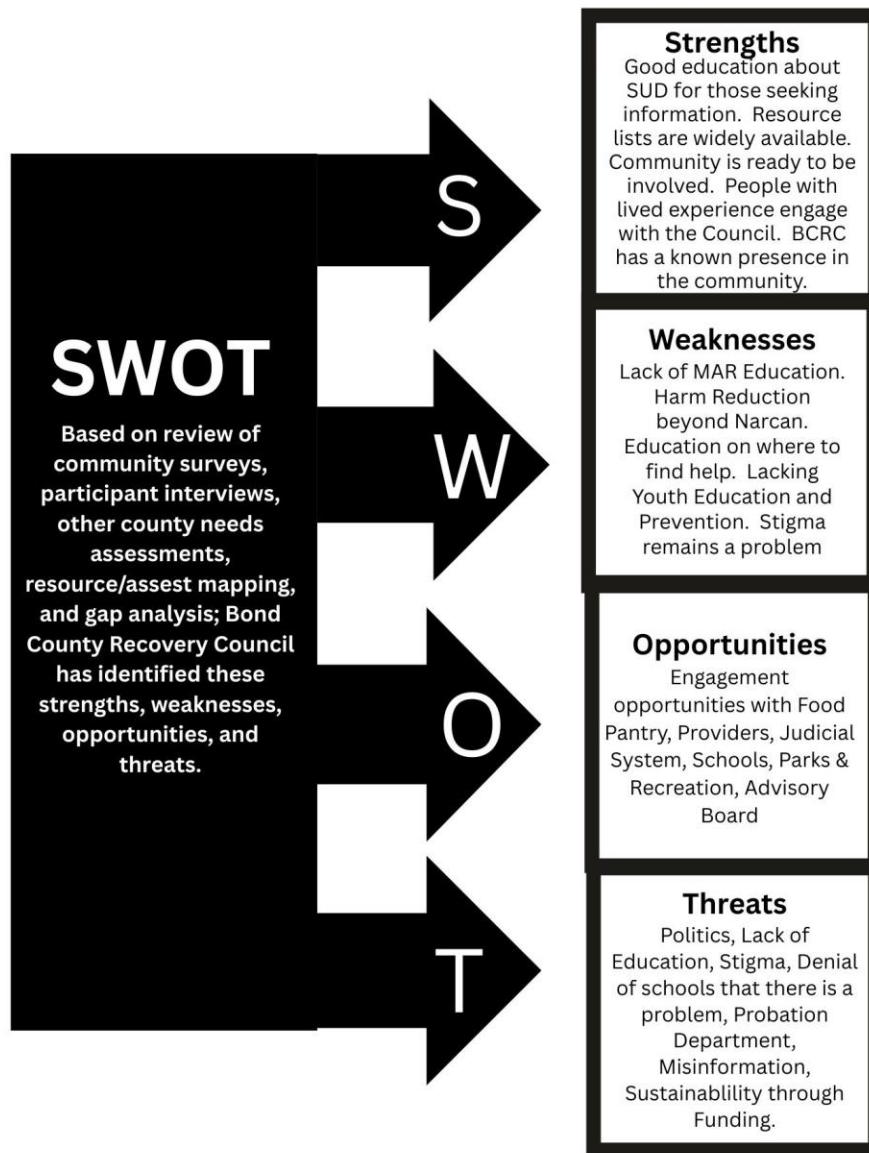 SWOT
Based on review of
community surveys,
participant interviews,
other county needs
assessments,
resource/assest mapping,
and gap analysis; Bond
County Recovery Council
has identified these
strengths, weaknesses,
opportunities, and
threats.
S
Strengths
Good education about
SUD for those seeking
information. Resource
lists are widely available.
Community is ready to be
involved. People with
lived experience engage
with the Council. BCRC
has a known presence in
the community.
W
Weaknesses
Lack of MAR Education.
Harm Reduction
beyond Narcan.
Education on where to
find help. Lacking
Youth Education and
Prevention. Stigma
remains a problem
O
Opportunities
Engagement
opportunities with Food
Pantry, Providers, Judicial
System, Schools, Parks &
Recreation, Advisory
Board
T
Threats
Politics, Lack of
Education, Stigma, Denial
of schools that there is a
problem, Probation
Department,
Misinformation,
Sustainablility through
Funding.